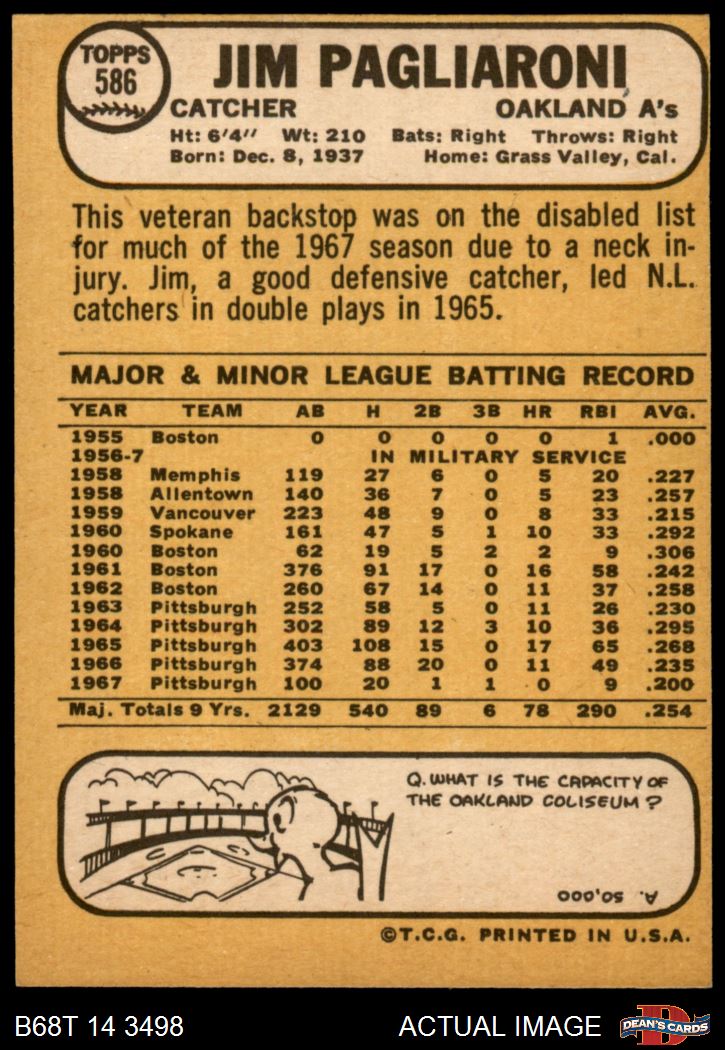 TOPPS
586
JIM PAGLIARONI
CATCHER OAKLAND A's
Ht: 6'4" Wt: 210 Bats: Right Throws: Right
Born: Dec. 8, 1937 Home: Grass Valley, Cal.
This veteran backstop was on the disabled list
for much of the 1967 season due to a neck in-
jury. Jim, a good defensive catcher, led N.L.
catchers in double plays in 1965.
MAJOR & MINOR LEAGUE BATTING RECORD
YEAR TEAM AB H 2B 3B HR RBI AVG.
1955 Boston 0 0 0 0 0 1 .000
1956-7 IN MILITARY SERVICE
1958 Memphis 119 27 6 0 5 20 .227
1958 Allentown 140 36 7 0 5 23 .257
1959 Vancouver 223 48 9 0 8 33 .215
1960 Spokane 161 47 5 1 10 33 .292
1960 Boston 62 19 5 2 2 9 .306
1961 Boston 376 91 17 0 16 58 .242
1962 Boston 260 67 14 0 11 37 .258
1963 Pittsburgh 252 58 5 0 11 26 .230
1964 Pittsburgh 302 89 12 3 10 36 .295
1965 Pittsburgh 403 108 15 0 17 65 .268
1966 Pittsburgh 374 88 20 0 11 49 .235
1967 Pittsburgh 100 20 1 1 0 9 .200
Maj. Totals 9 Yrs. 2129 540 89 6 78 290 .254
Q. WHAT IS THE CAPACITY OF
THE OAKLAND COLISEUM?
A. 50,000
©T.C.G. PRINTED IN U.S.A.
B68T 14 3498 ACTUAL IMAGE DEAN'S CARDS